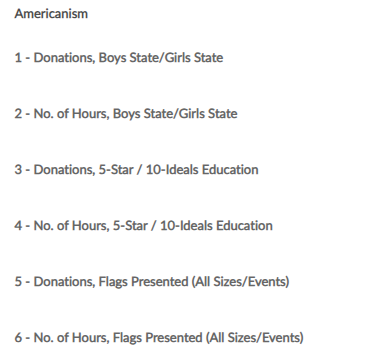 Americanism
1 - Donations, Boys State/Girls State
2 - No. of Hours, Boys State/Girls State
3 - Donations, 5-Star / 10-Ideals Education
4 - No. of Hours, 5-Star / 10-Ideals Education
5 - Donations, Flags Presented (All Sizes/Events)
6 - No. of Hours, Flags Presented (All Sizes/Events)